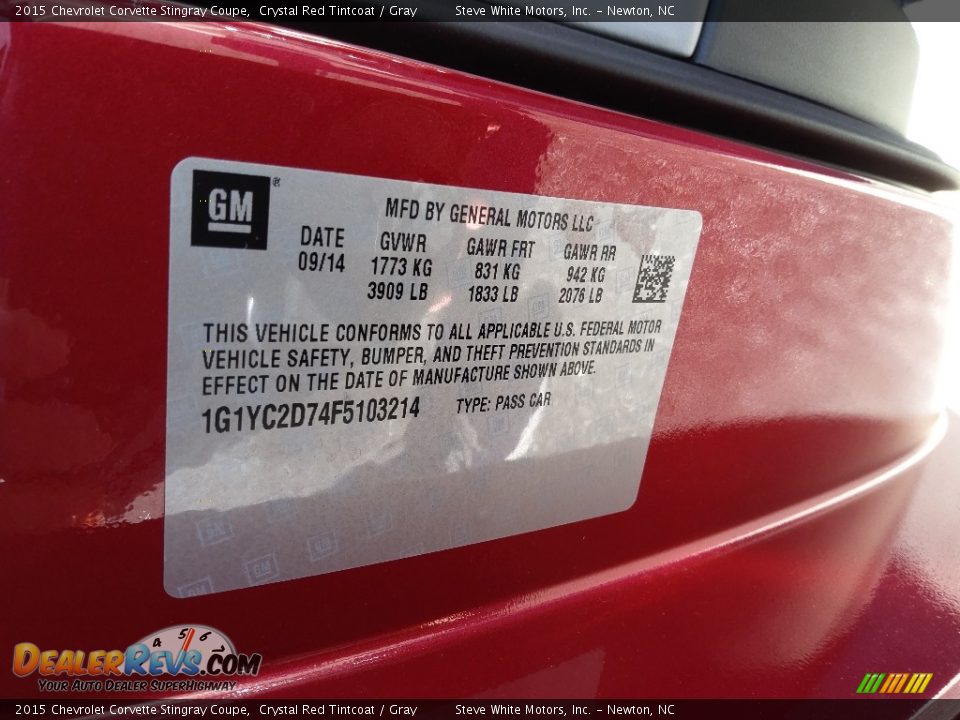 2015 Chevrolet Corvette Stingray Coupe,  Crystal Red Tintcoat / Gray     Steve White Motors, Inc. - Newton, NC
GM®
MFD BY GENERAL MOTORS LLC
DATE GVWR GAWR FRT GAWR RR
09/14 1773 KG 831 KG 942 KG
3909 LB 1833 LB 2076 LB
THIS VEHICLE CONFORMS TO ALL APPLICABLE U.S. FEDERAL MOTOR
VEHICLE SAFETY, BUMPER, AND THEFT PREVENTION STANDARDS IN
EFFECT ON THE DATE OF MANUFACTURE SHOWN ABOVE.
1G1YC2D74F5103214 TYPE: PASS CAR
4 5 6
DEALERREVS.COM
YOUR AUTO DEALER SUPERHIGHWAY
2015 Chevrolet Corvette Stingray Coupe,  Crystal Red Tintcoat / Gray     Steve White Motors, Inc. - Newton, NC